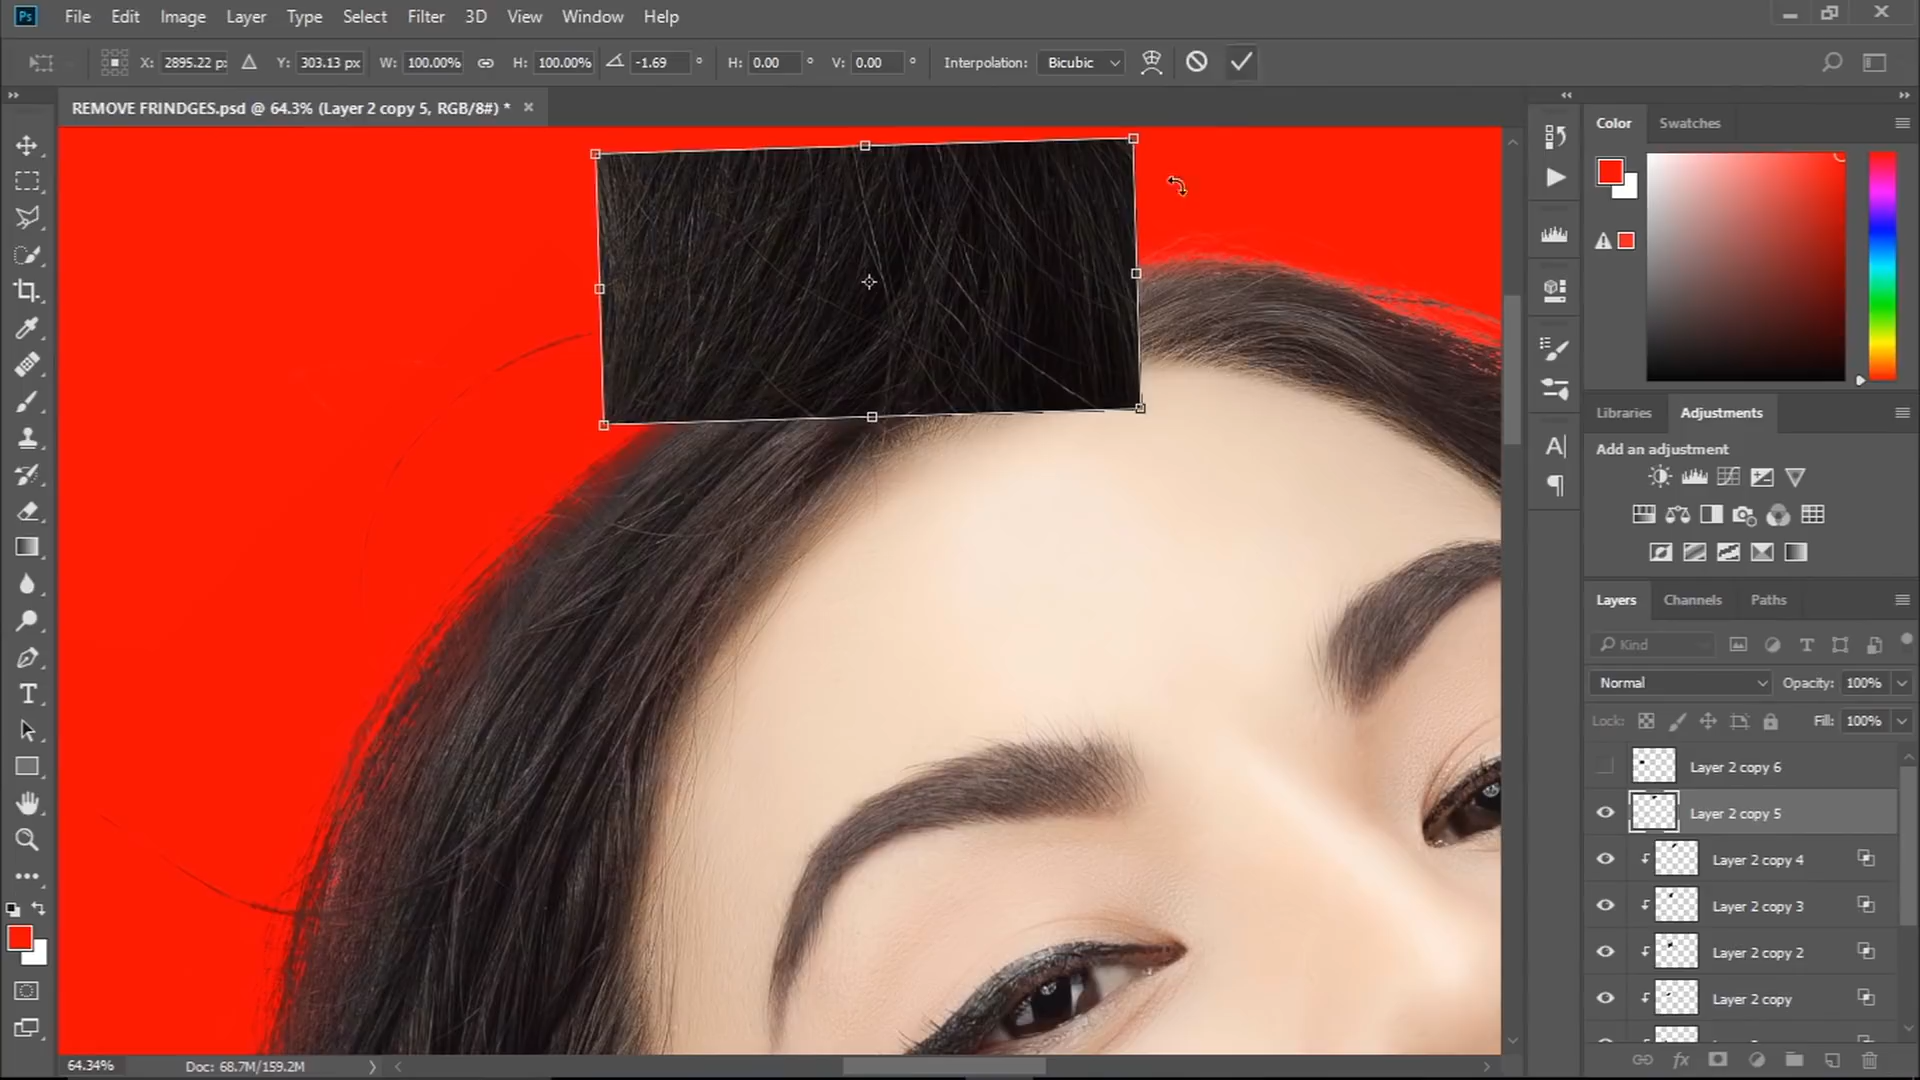 Ps File Edit Image Layer Type Select Filter 3D View Window Help
X: 2895.22 p: Y: 303.13 px W: 100.00% H: 100.00% -1.69 ° H: 0.00 ° V: 0.00 ° Interpolation: Bicubic
REMOVE FRINDGES.psd @ 64.3% (Layer 2 copy 5, RGB/8#) * ×
Color Swatches
Libraries Adjustments
Add an adjustment
Layers Channels Paths
Kind
Normal Opacity: 100%
Lock: Fill: 100%
Layer 2 copy 6
Layer 2 copy 5
Layer 2 copy 4
Layer 2 copy 3
Layer 2 copy 2
Layer 2 copy
64.34% Doc: 68.7M/159.2M